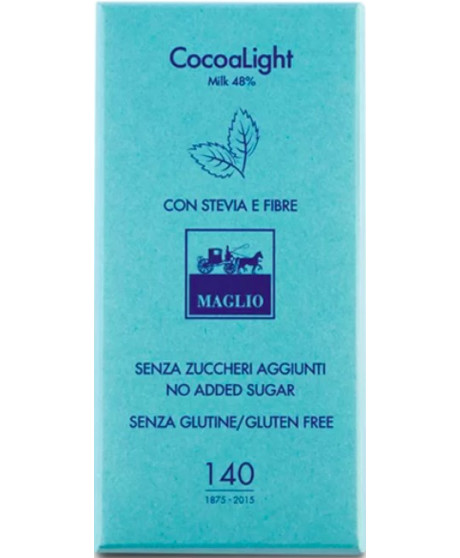 CocoaLight
Milk 48%
CON STEVIA E FIBRE
MAGLIO
SENZA ZUCCHERI AGGIUNTI
NO ADDED SUGAR
SENZA GLUTINE/GLUTEN FREE
140
1875 - 2015